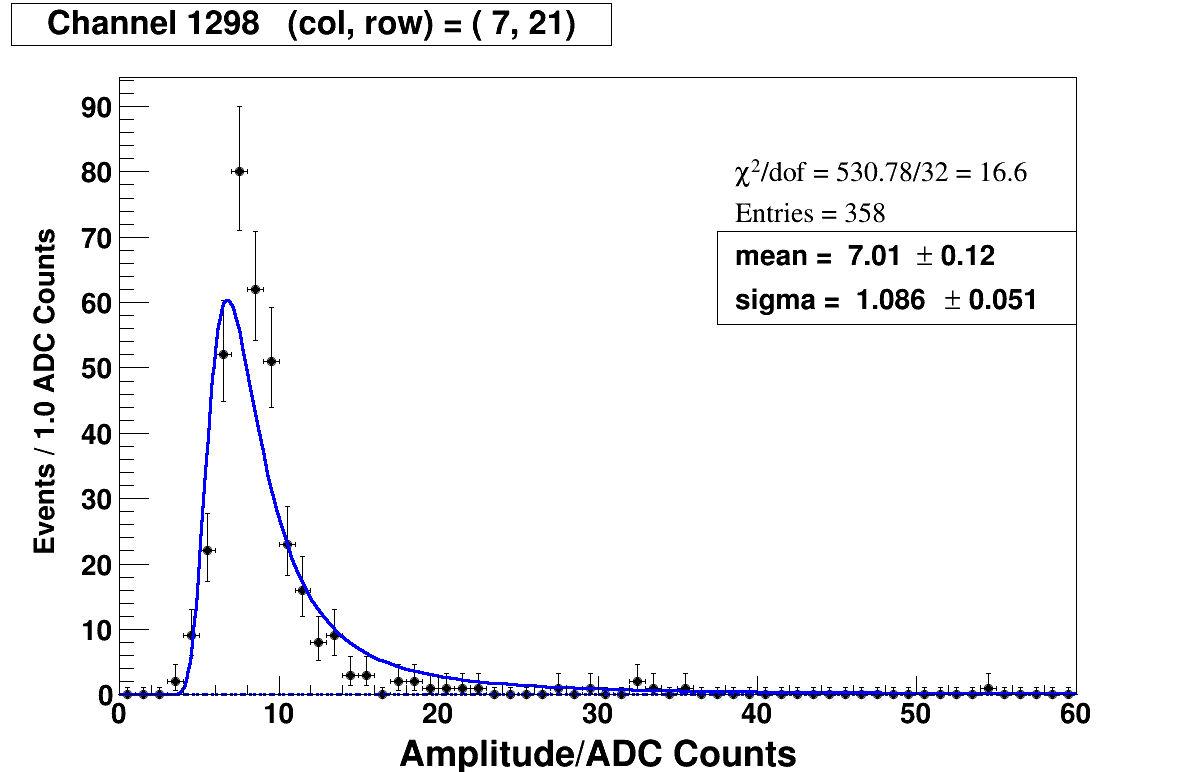 Channel 1298 (col, row) = ( 7, 21)
90
80
70
60
50
40
30
20
10
0
Events / 1.0 ADC Counts
χ²/dof = 530.78/32 = 16.6
Entries = 358
mean = 7.01 ± 0.12
sigma = 1.086 ± 0.051
0 10 20 30 40 50 60
Amplitude/ADC Counts